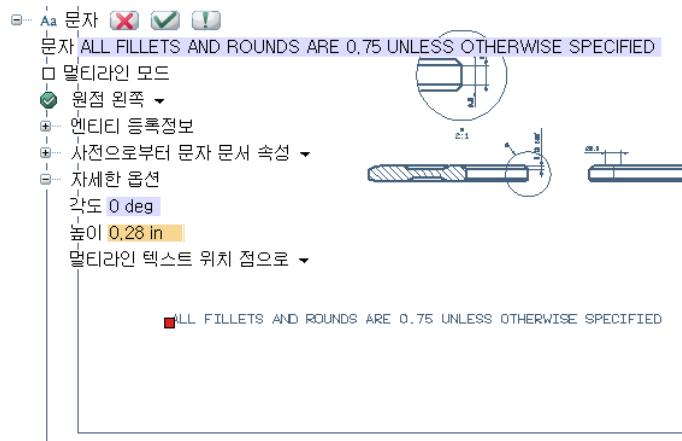 Aa 문자
문자 ALL FILLETS AND ROUNDS ARE 0.75 UNLESS OTHERWISE SPECIFIED
멀티라인 모드
원점 왼쪽
엔티티 등록정보
2:1
사전으로부터 문자 문서 속성
자세한 옵션
각도 0 deg
높이 0.28 in
멀티라인 텍스트 위치 점으로
ALL FILLETS AND ROUNDS ARE 0.75 UNLESS OTHERWISE SPECIFIED